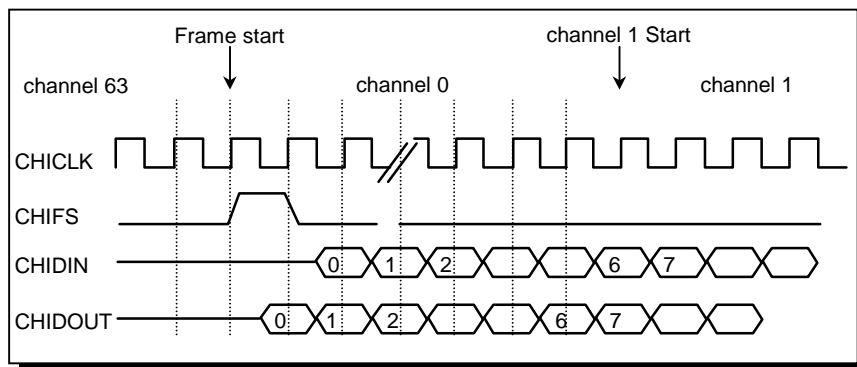 Frame start
channel 1 Start
channel 63
channel 0
channel 1
CHICLK
CHIFS
CHIDIN
0 1 2 6 7
CHIDOUT
0 1 2 6 7